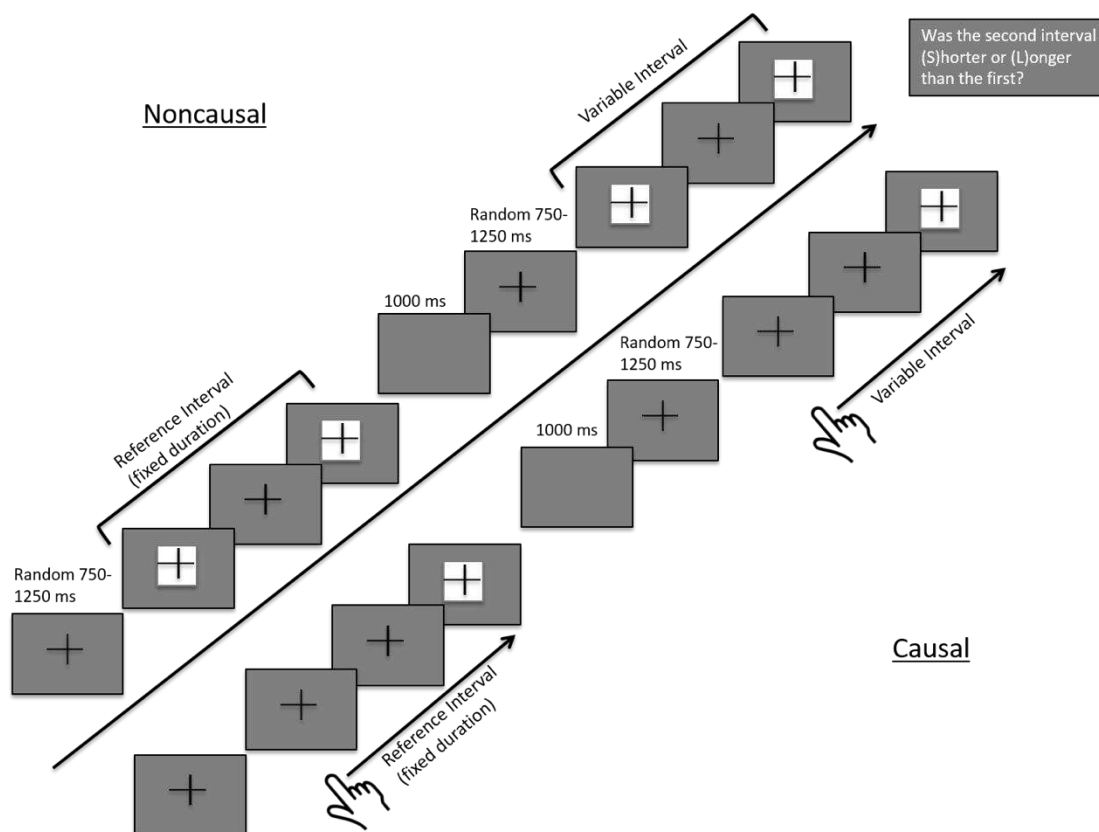 Was the second interval
(S)horter or (L)onger
than the first?
Noncausal
Variable Interval
Random 750-
1250 ms
1000 ms
Reference Interval
(fixed duration)
Random 750-
1250 ms
Random 750-
1250 ms
1000 ms
Variable Interval
Reference Interval
(fixed duration)
Causal